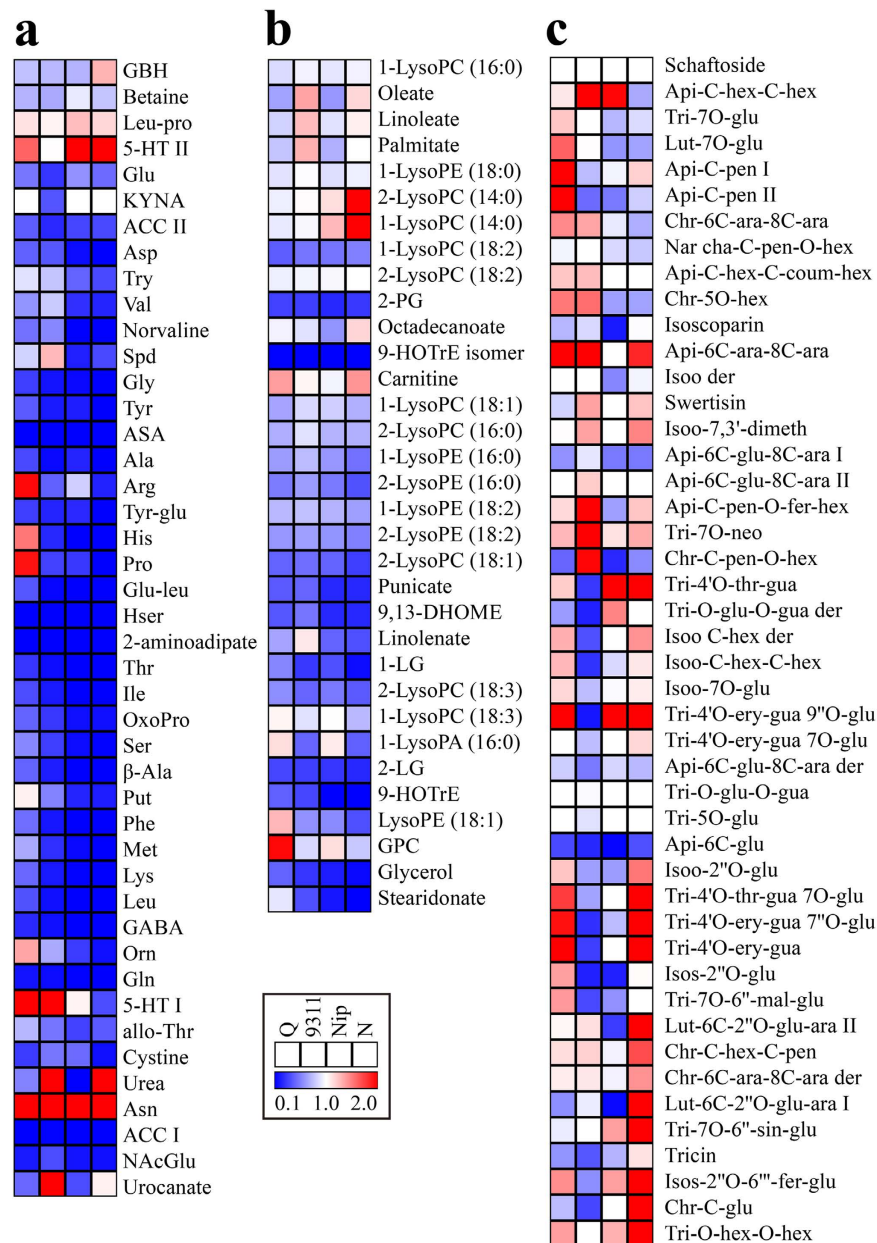 a
GBH
Betaine
Leu-pro
5-HT II
Glu
KYNA
ACC II
Asp
Try
Val
Norvaline
Spd
Gly
Tyr
ASA
Ala
Arg
Tyr-glu
His
Pro
Glu-leu
Hser
2-aminoadipate
Thr
Ile
OxoPro
Ser
β-Ala
Put
Phe
Met
Lys
Leu
GABA
Orn
Gln
5-HT I
allo-Thr
Cystine
Urea
Asn
ACC I
NAcGlu
Urocanate
b
1-LysoPC (16:0)
Oleate
Linoleate
Palmitate
1-LysoPE (18:0)
2-LysoPC (14:0)
1-LysoPC (14:0)
1-LysoPC (18:2)
2-LysoPC (18:2)
2-PG
Octadecanoate
9-HOTrE isomer
Carnitine
1-LysoPC (18:1)
2-LysoPC (16:0)
1-LysoPE (16:0)
2-LysoPE (16:0)
1-LysoPE (18:2)
2-LysoPE (18:2)
2-LysoPC (18:1)
Punicate
9,13-DHOME
Linolenate
1-LG
2-LysoPC (18:3)
1-LysoPC (18:3)
1-LysoPA (16:0)
2-LG
9-HOTrE
LysoPE (18:1)
GPC
Glycerol
Stearidonate
Q
9311
Nip
N
0.1 1.0 2.0
c
Schaftoside
Api-C-hex-C-hex
Tri-7O-glu
Lut-7O-glu
Api-C-pen I
Api-C-pen II
Chr-6C-ara-8C-ara
Nar cha-C-pen-O-hex
Api-C-hex-C-coum-hex
Chr-5O-hex
Isoscoparin
Api-6C-ara-8C-ara
Isoo der
Swertisin
Isoo-7,3'-dimeth
Api-6C-glu-8C-ara I
Api-6C-glu-8C-ara II
Api-C-pen-O-fer-hex
Tri-7O-neo
Chr-C-pen-O-hex
Tri-4'O-thr-gua
Tri-O-glu-O-gua der
Isoo C-hex der
Isoo-C-hex-C-hex
Isoo-7O-glu
Tri-4'O-ery-gua 9"O-glu
Tri-4'O-ery-gua 7O-glu
Api-6C-glu-8C-ara der
Tri-O-glu-O-gua
Tri-5O-glu
Api-6C-glu
Isoo-2"O-glu
Tri-4'O-thr-gua 7O-glu
Tri-4'O-ery-gua 7"O-glu
Tri-4'O-ery-gua
Isos-2"O-glu
Tri-7O-6"-mal-glu
Lut-6C-2"O-glu-ara II
Chr-C-hex-C-pen
Chr-6C-ara-8C-ara der
Lut-6C-2"O-glu-ara I
Tri-7O-6"-sin-glu
Tricin
Isos-2"O-6"'-fer-glu
Chr-C-glu
Tri-O-hex-O-hex